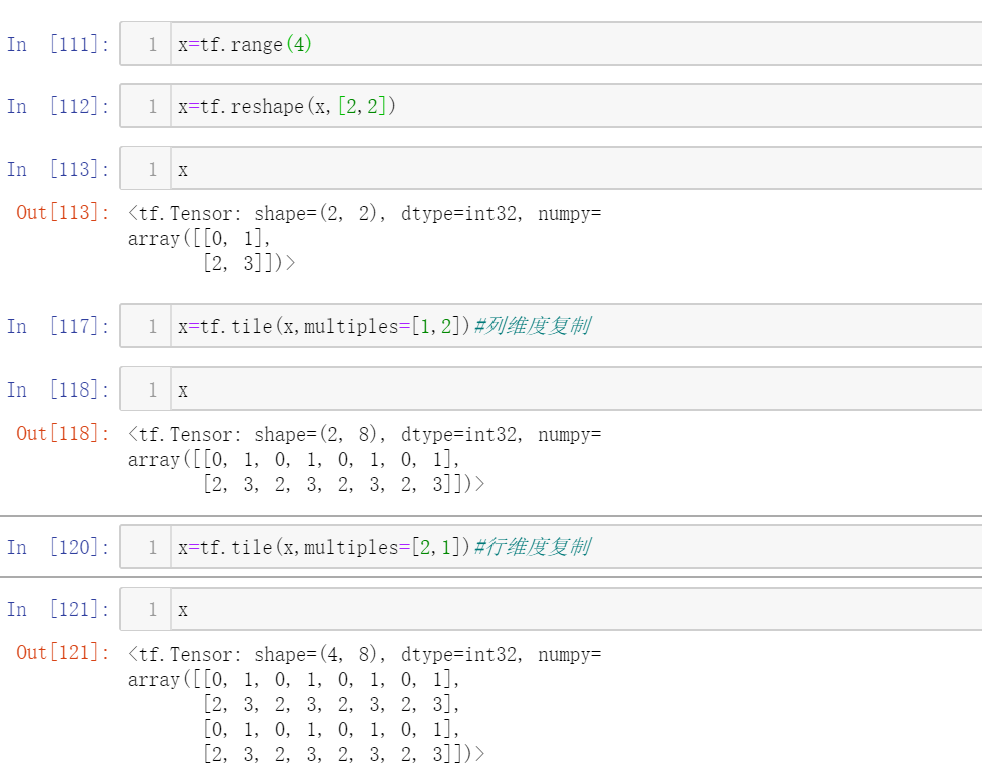 In [111]: 1 x=tf.range(4)
In [112]: 1 x=tf.reshape(x,[2,2])
In [113]: 1 x
Out[113]: <tf.Tensor: shape=(2, 2), dtype=int32, numpy=
array([[0, 1],
[2, 3]])>
In [117]: 1 x=tf.tile(x,multiples=[1,2])#列维度复制
In [118]: 1 x
Out[118]: <tf.Tensor: shape=(2, 8), dtype=int32, numpy=
array([[0, 1, 0, 1, 0, 1, 0, 1],
[2, 3, 2, 3, 2, 3, 2, 3]])>
In [120]: 1 x=tf.tile(x,multiples=[2,1])#行维度复制
In [121]: 1 x
Out[121]: <tf.Tensor: shape=(4, 8), dtype=int32, numpy=
array([[0, 1, 0, 1, 0, 1, 0, 1],
[2, 3, 2, 3, 2, 3, 2, 3],
[0, 1, 0, 1, 0, 1, 0, 1],
[2, 3, 2, 3, 2, 3, 2, 3]])>